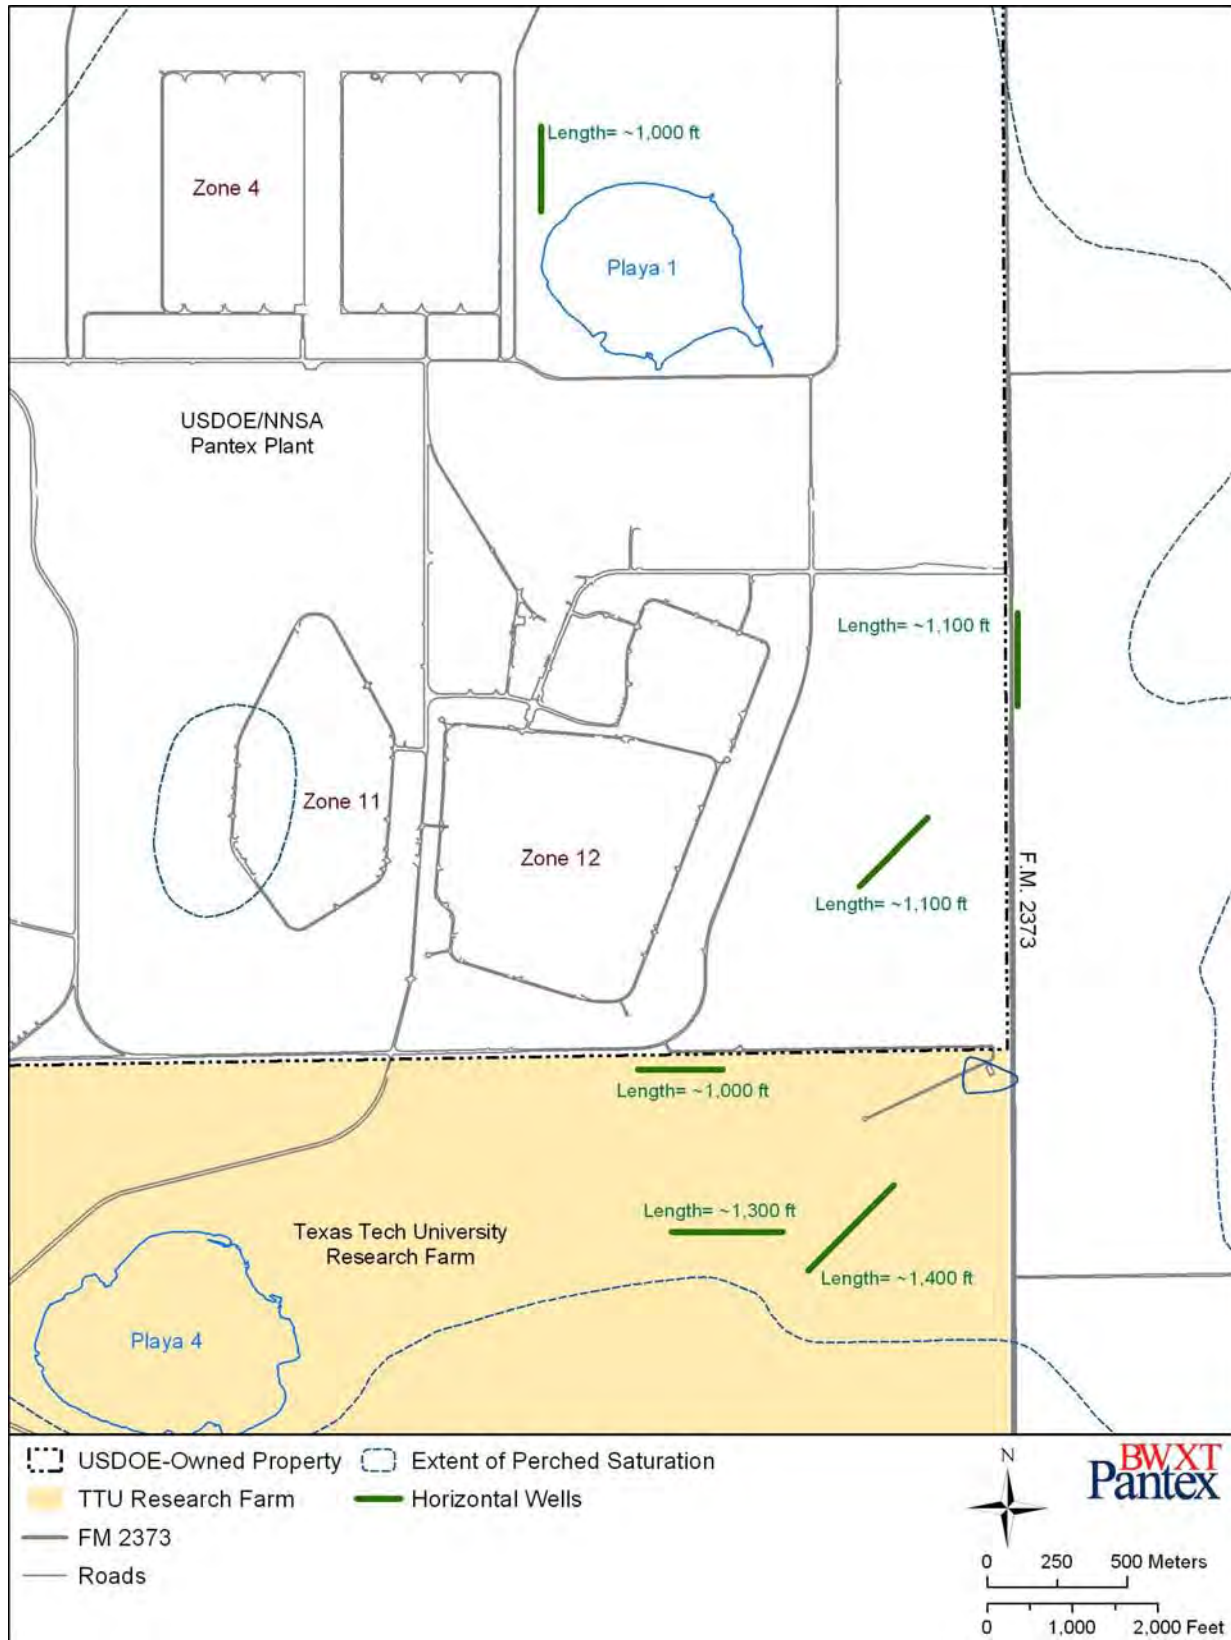 Length= ~1,000 ft
Zone 4
Playa 1
USDOE/NNSA
Pantex Plant
Length= ~1,100 ft
Zone 11
Zone 12
Length= ~1,100 ft
F.M. 2373
Length= ~1,000 ft
Length= ~1,300 ft
Texas Tech University
Research Farm
Length= ~1,400 ft
Playa 4
USDOE-Owned Property
Extent of Perched Saturation
TTU Research Farm
Horizontal Wells
FM 2373
Roads
N
BWXT
Pantex
0 250 500 Meters
0 1,000 2,000 Feet